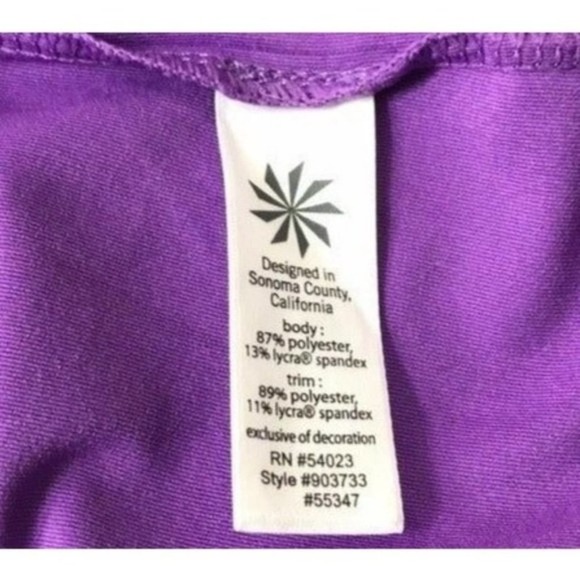 Designed in
Sonoma County,
California
body :
87% polyester,
13% lycra® spandex
trim :
89% polyester,
11% lycra® spandex
exclusive of decoration
RN #54023
Style #903733
#55347